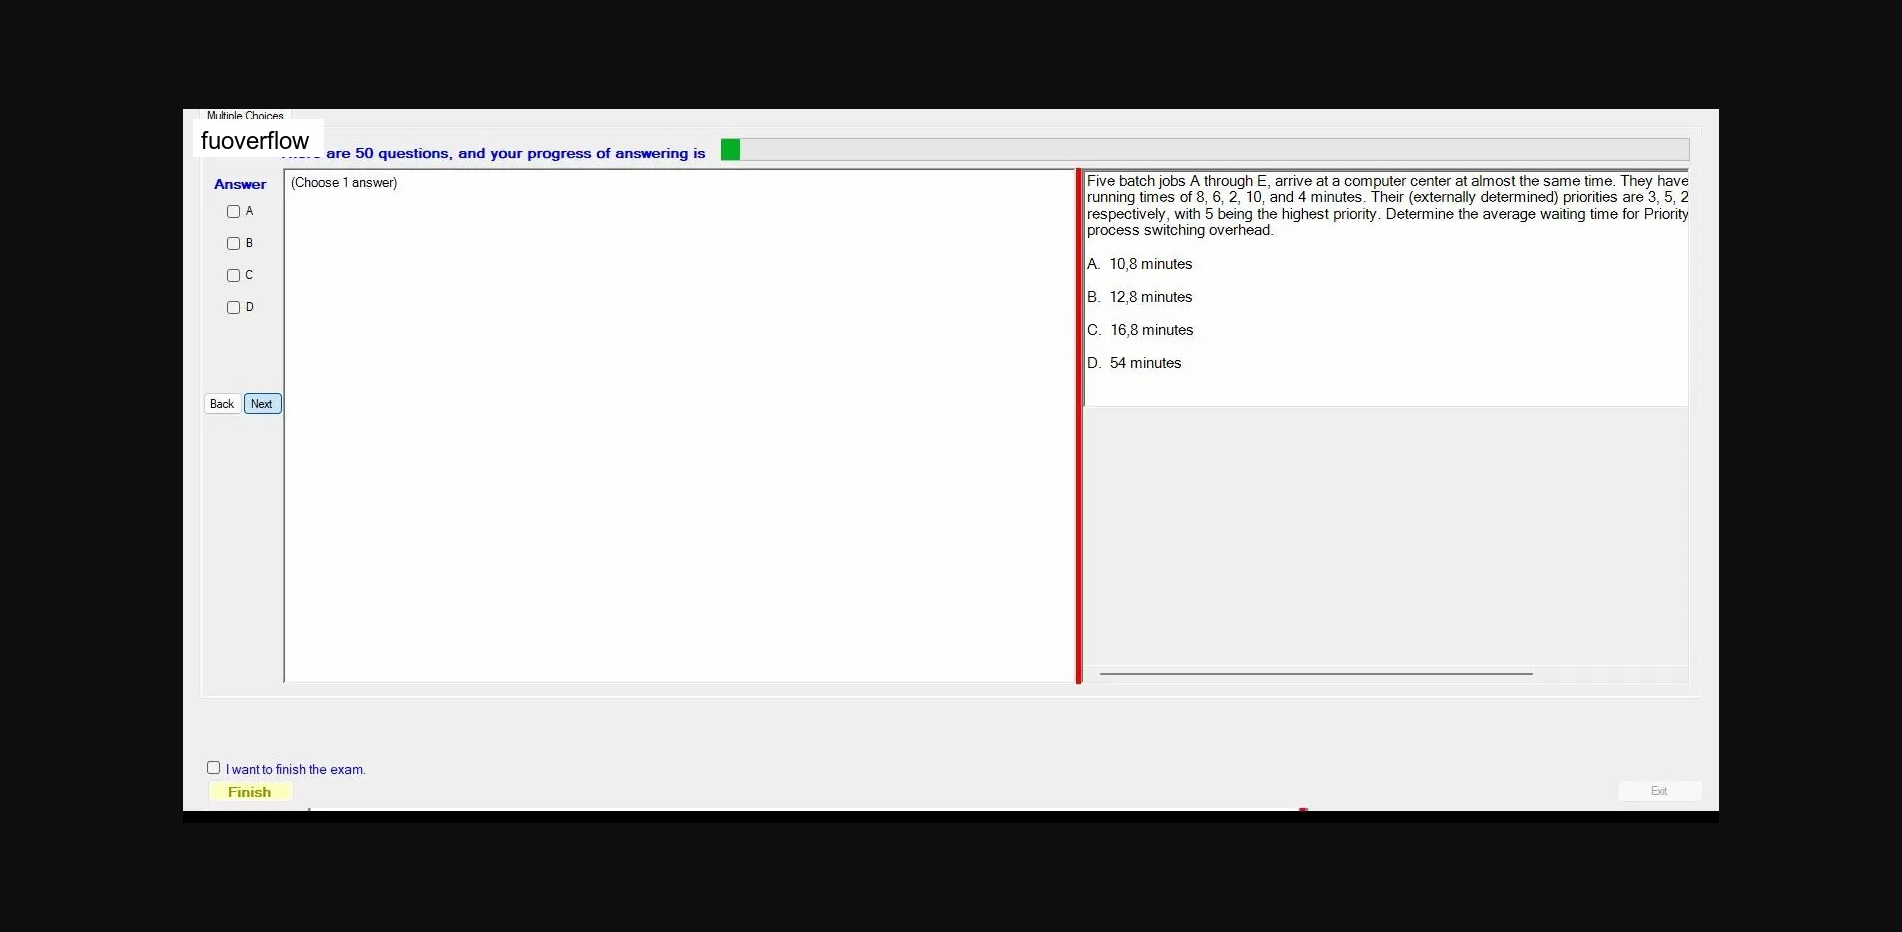 Multiple Choices
fuoverflow
are 50 questions, and your progress of answering is
Answer
(Choose 1 answer)
A
B
C
D
Back Next
Five batch jobs A through E, arrive at a computer center at almost the same time. They have
running times of 8, 6, 2, 10, and 4 minutes. Their (externally determined) priorities are 3, 5, 2
respectively, with 5 being the highest priority. Determine the average waiting time for Priority
process switching overhead.
A. 10,8 minutes
B. 12,8 minutes
C. 16,8 minutes
D. 54 minutes
I want to finish the exam.
Finish
Exit